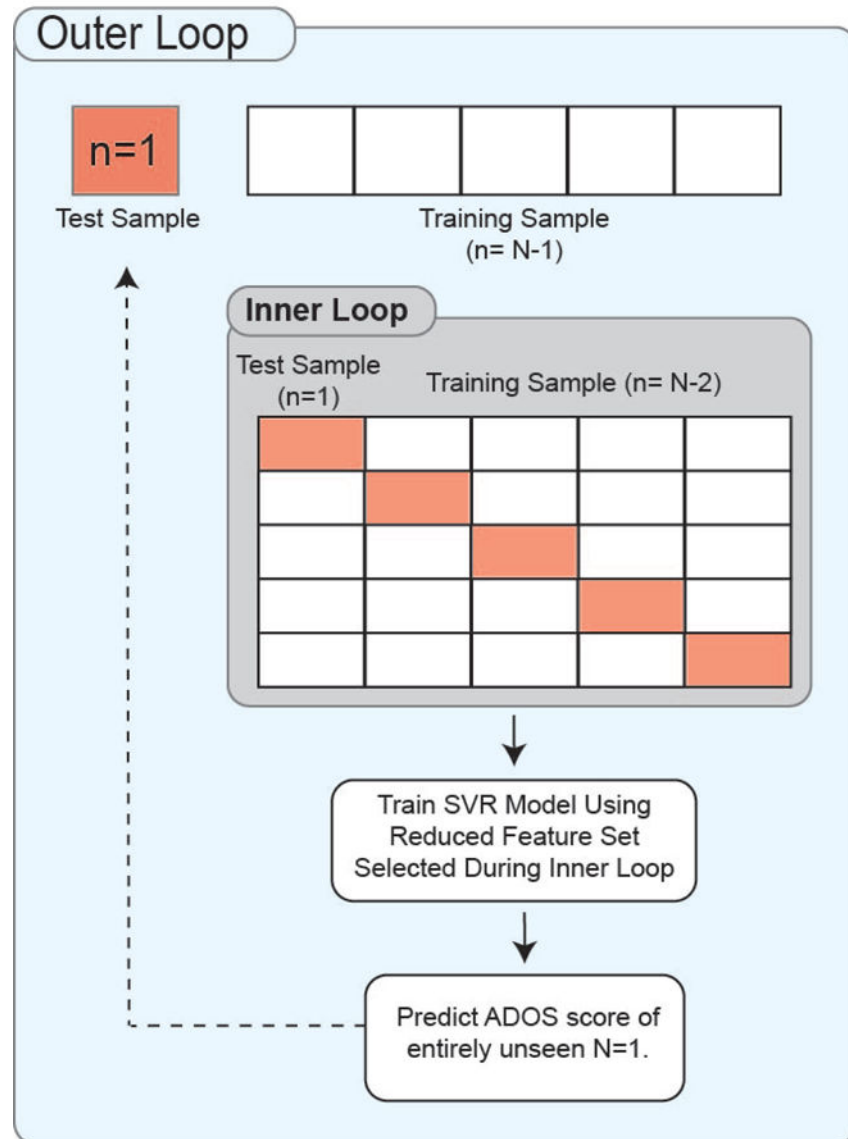 Outer Loop
n=1
Test Sample
Training Sample
(n= N-1)
Inner Loop
Test Sample
(n=1)
Training Sample (n= N-2)
Train SVR Model Using
Reduced Feature Set
Selected During Inner Loop
Predict ADOS score of
entirely unseen N=1.